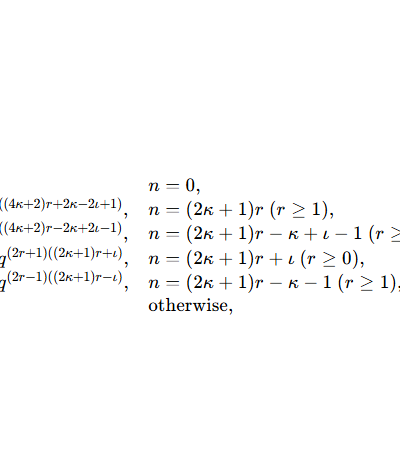 n = 0,
((4κ+2)r+2κ−2ι+1), n = (2κ + 1)r (r ≥ 1),
((4κ+2)r−2κ+2ι−1), n = (2κ + 1)r − κ + ι − 1 (r ≥
q^{(2r+1)((2κ+1)r+ι)}, n = (2κ + 1)r + ι (r ≥ 0),
q^{(2r−1)((2κ+1)r−ι)}, n = (2κ + 1)r − κ − 1 (r ≥ 1),
otherwise,